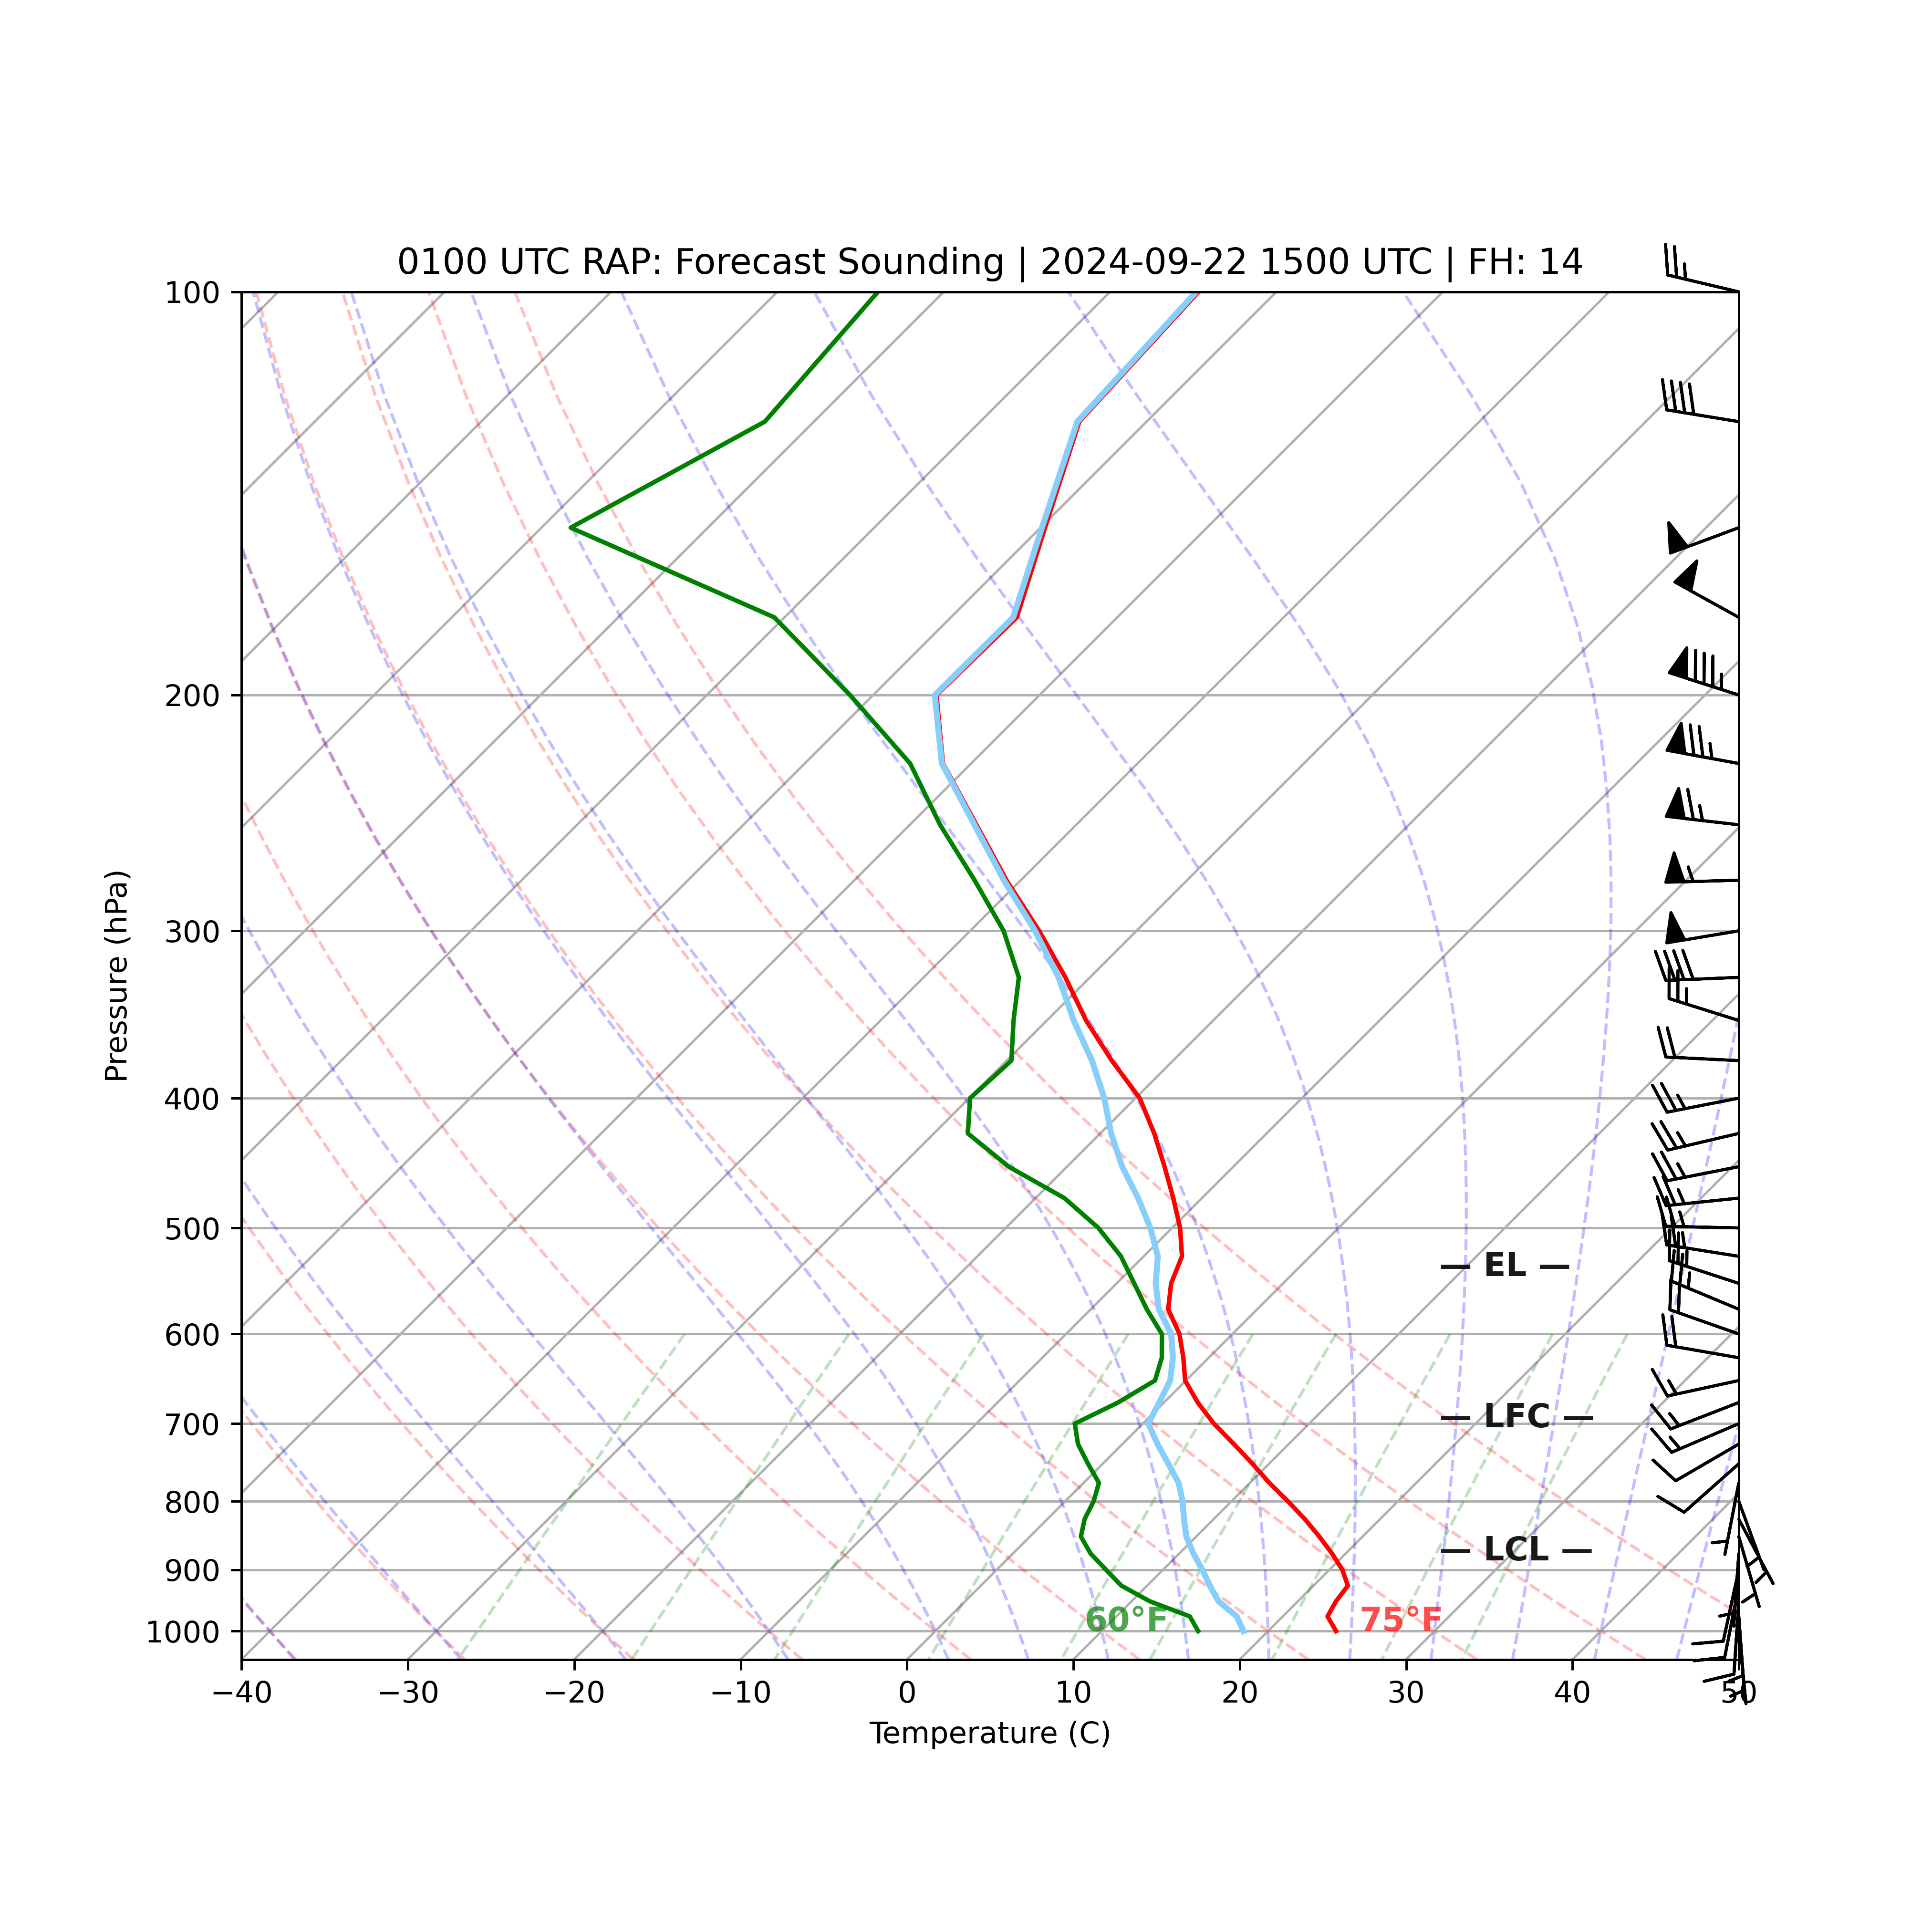 0100 UTC RAP: Forecast Sounding | 2024-09-22 1500 UTC | FH: 14
100
200
300
400
500
600
700
800
900
1000
Pressure (hPa)
— EL —
— LFC —
— LCL —
60°F
75°F
−40 −30 −20 −10 0 10 20 30 40 50
Temperature (C)